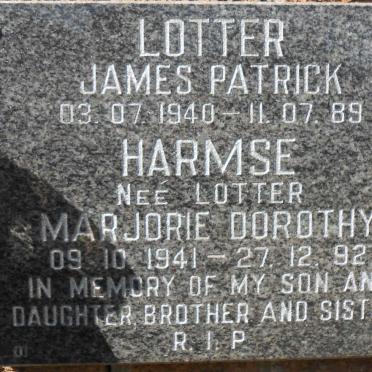 LOTTER
JAMES PATRICK
03. 07. 1940 – 11. 07. 89
HARMSE
NEÉ LOTTER
MARJORIE DOROTHY
09. 10. 1941 – 27. 12. 92
IN MEMORY OF MY SON AN
DAUGHTER, BROTHER AND SIST
R. I. P